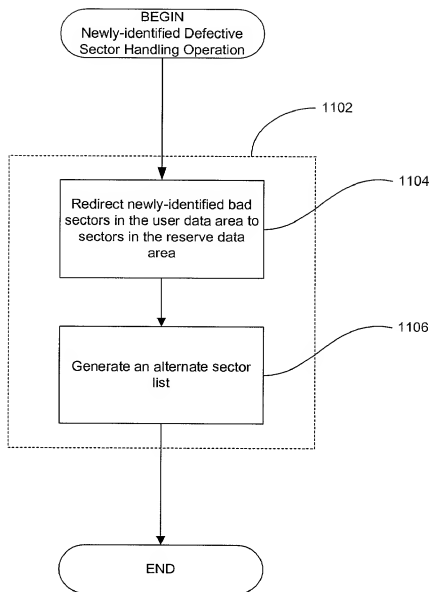 BEGIN
Newly-identified Defective
Sector Handling Operation
1102
Redirect newly-identified bad
sectors in the user data area to
sectors in the reserve data
area
1104
Generate an alternate sector
list
1106
END